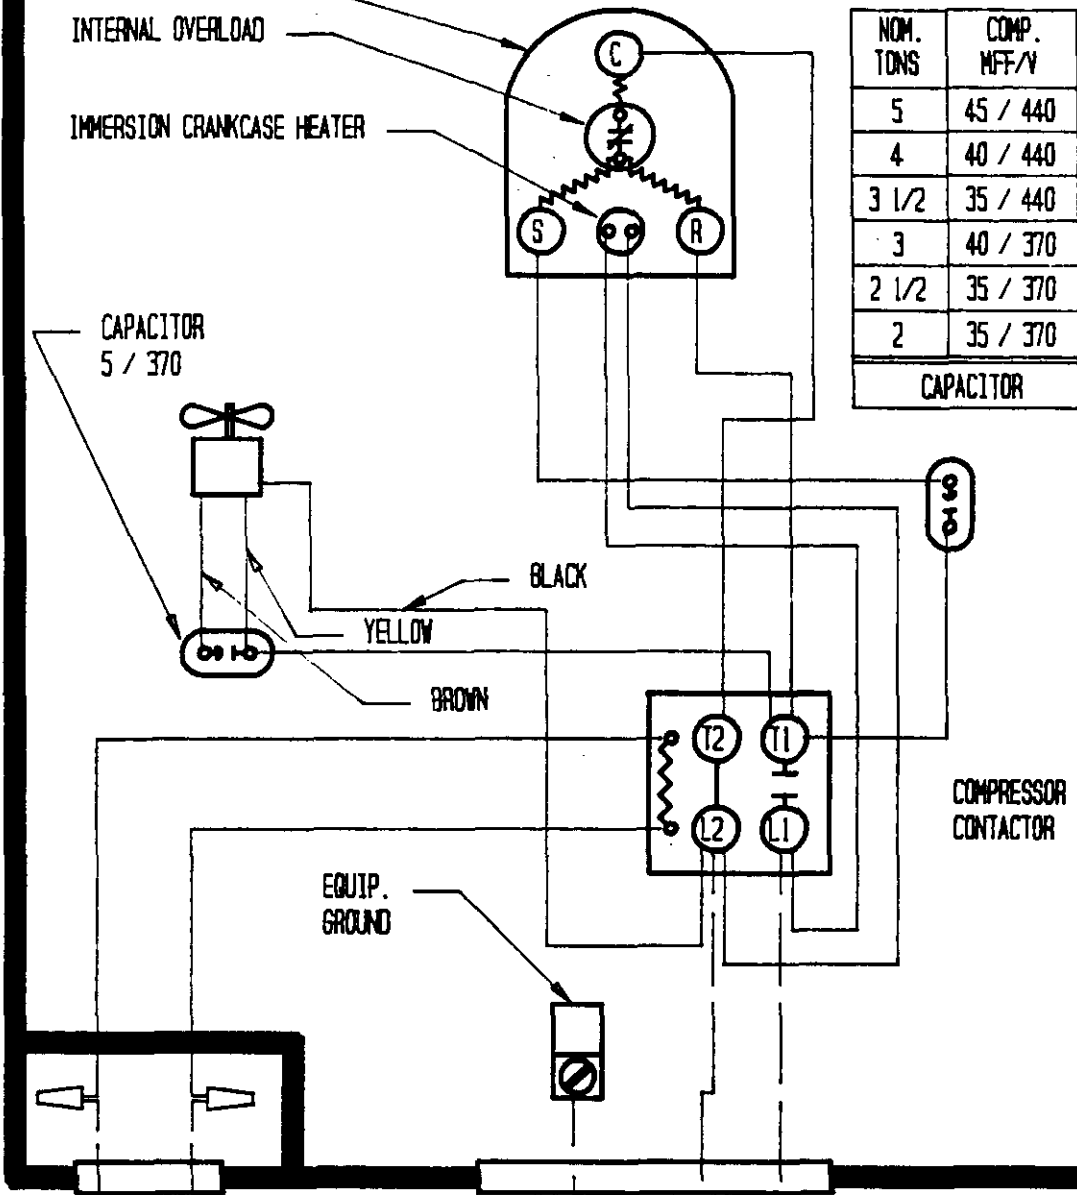 INTERNAL OVERLOAD
IMMERSION CRANKCASE HEATER
C
S
R
NOM. TONS
COMP. MFF/V
5
45 / 440
4
40 / 440
3 1/2
35 / 440
3
40 / 370
2 1/2
35 / 370
2
35 / 370
CAPACITOR
CAPACITOR
5 / 370
BLACK
YELLOW
BROWN
T2
T1
L2
L1
COMPRESSOR
CONTACTOR
EQUIP.
GROUND